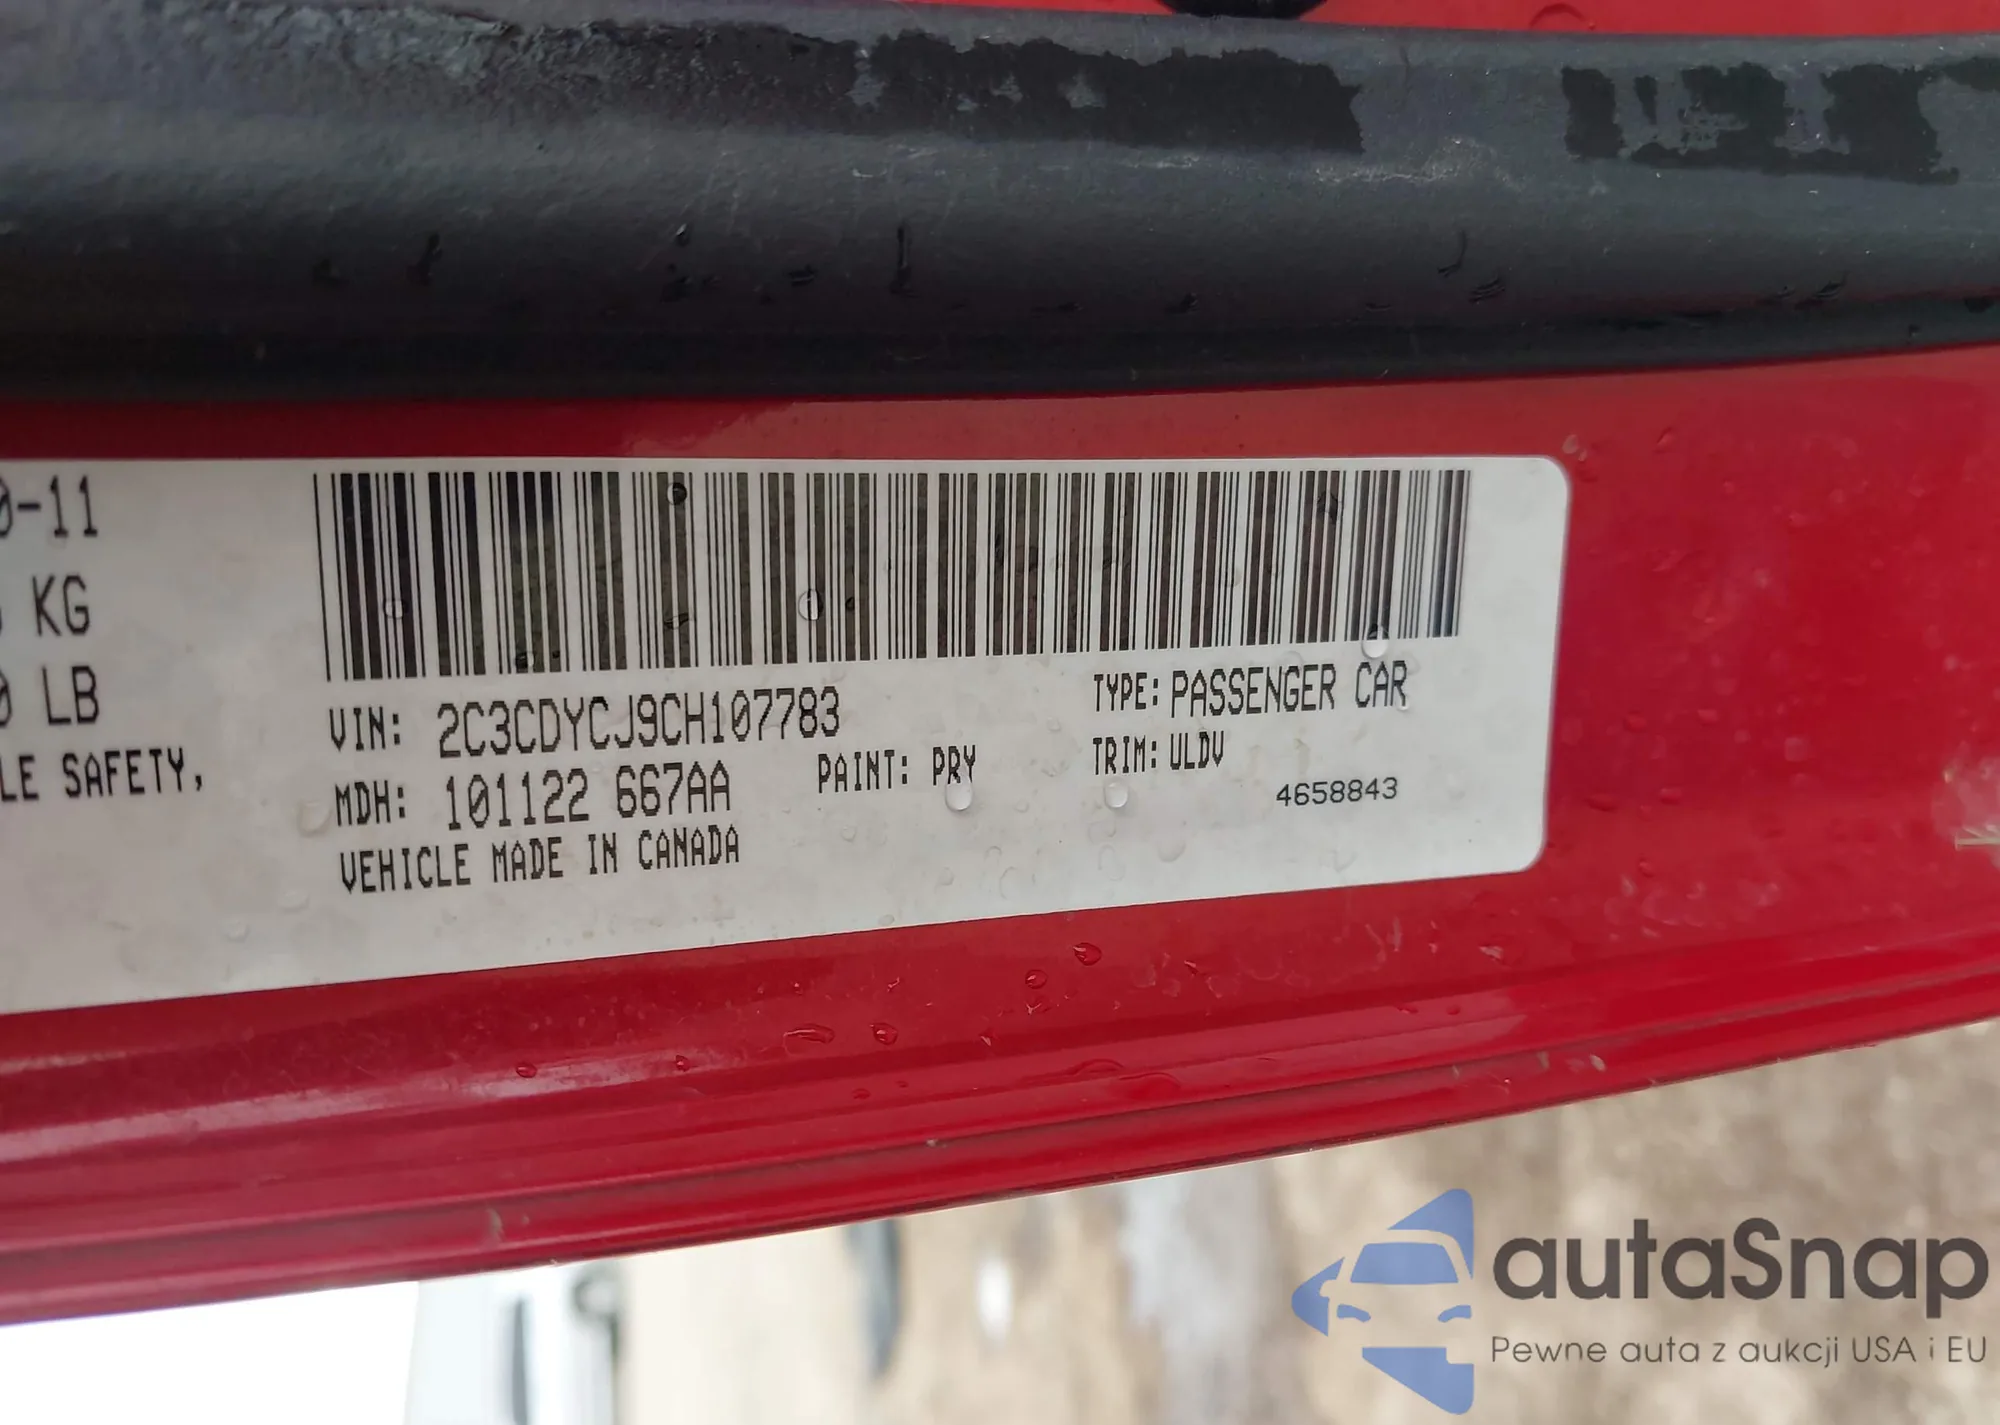 0-11
KG
0 LB
LE SAFETY,
VIN: 2C3CDYCJ9CH107783
MDH: 101122 667AA
PAINT: PRY
VEHICLE MADE IN CANADA
TYPE: PASSENGER CAR
TRIM: ULDV
4658843
autaSnap
Pewne auta z aukcji USA i EU